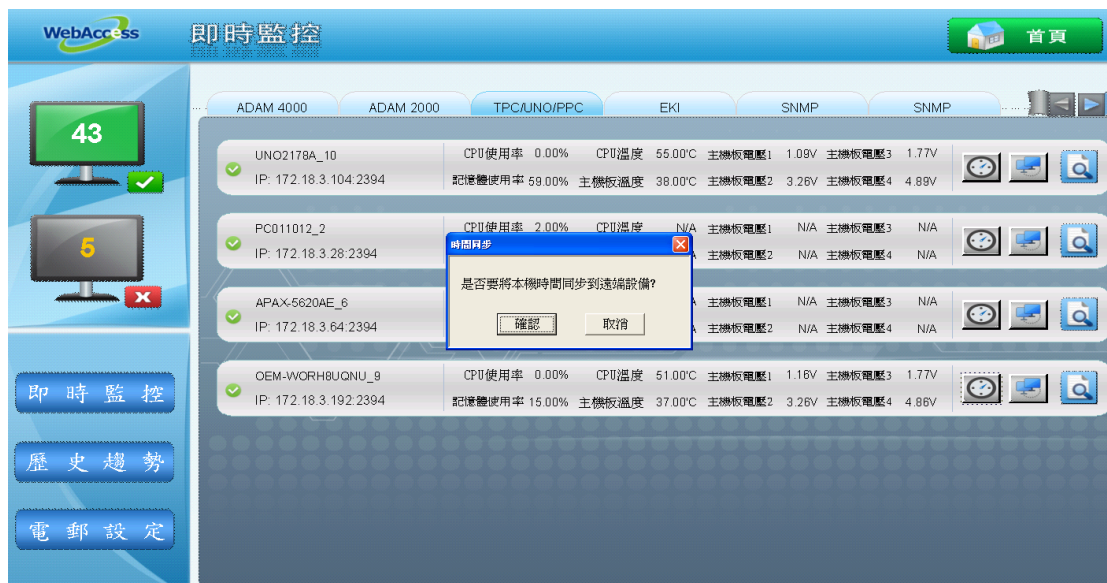 WebAccess
即時監控
首頁
ADAM 4000
ADAM 2000
TPC/UNO/PPC
EKI
SNMP
SNMP
43
5
即時監控
歷史趨勢
電郵設定
UNO2178A_10 CPU使用率 0.00% CPU溫度 55.00'C 主機板電壓1 1.09V 主機板電壓3 1.77V
IP: 172.18.3.104:2394 記憶體使用率 59.00% 主機板溫度 38.00'C 主機板電壓2 3.26V 主機板電壓4 4.89V
PC011012_2 CPU使用率 2.00% CPU溫度 N/A 主機板電壓1 N/A 主機板電壓3 N/A
IP: 172.18.3.28:2394 主機板電壓2 N/A 主機板電壓4 N/A
時間同步
是否要將本機時間同步到遠端設備?
確認
取消
APAX-5620AE_6 主機板電壓1 N/A 主機板電壓3 N/A
IP: 172.18.3.64:2394 主機板電壓2 N/A 主機板電壓4 N/A
OEM-WORH8UQNU_9 CPU使用率 0.00% CPU溫度 51.00'C 主機板電壓1 1.16V 主機板電壓3 1.77V
IP: 172.18.3.192:2394 記憶體使用率 15.00% 主機板溫度 37.00'C 主機板電壓2 3.26V 主機板電壓4 4.86V